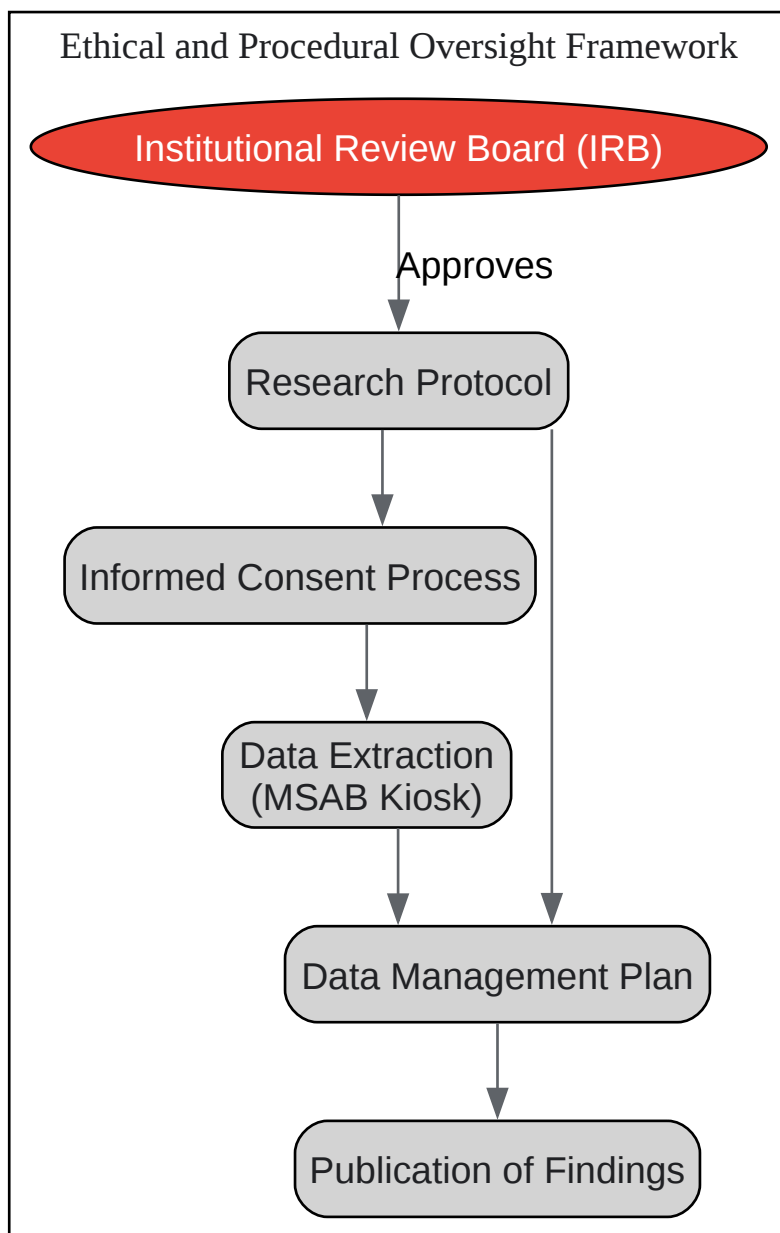 Ethical and Procedural Oversight Framework
Institutional Review Board (IRB)
Approves
Research Protocol
Informed Consent Process
Data Extraction
(MSAB Kiosk)
Data Management Plan
Publication of Findings